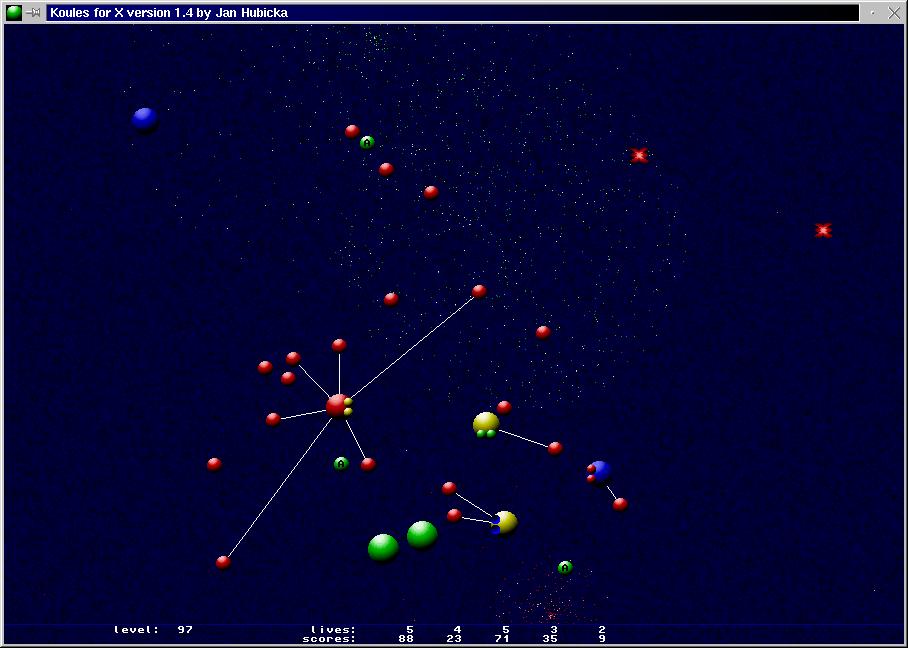 Koules for X version 1.4 by Jan Hubicka
A
A
A
level: 97 lives: 5 4 5 3 2
scores: 88 23 71 35 9